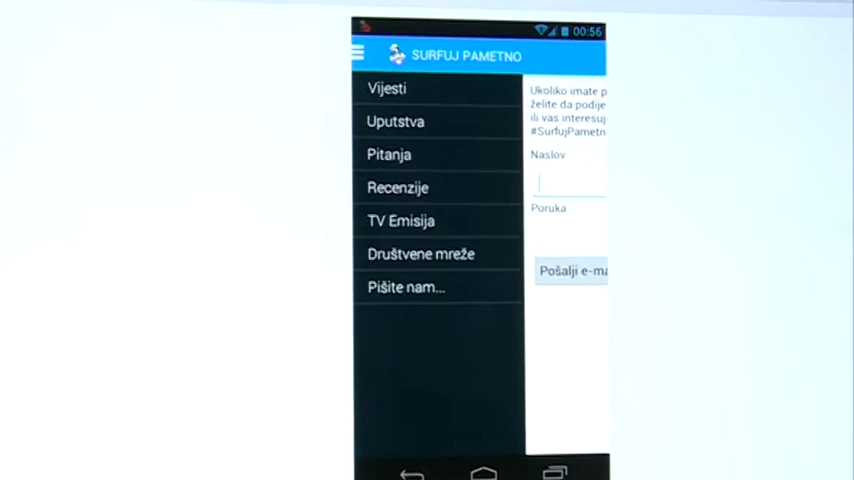 00:56
SURFUJ PAMETNO
Vijesti
Uputstva
Pitanja
Recenzije
TV Emisija
Društvene mreže
Pišite nam...
Ukoliko imate p
želite da podije
ili vas interesuj
#SurfujPametn
Naslov
Poruka
Pošalji e-ma